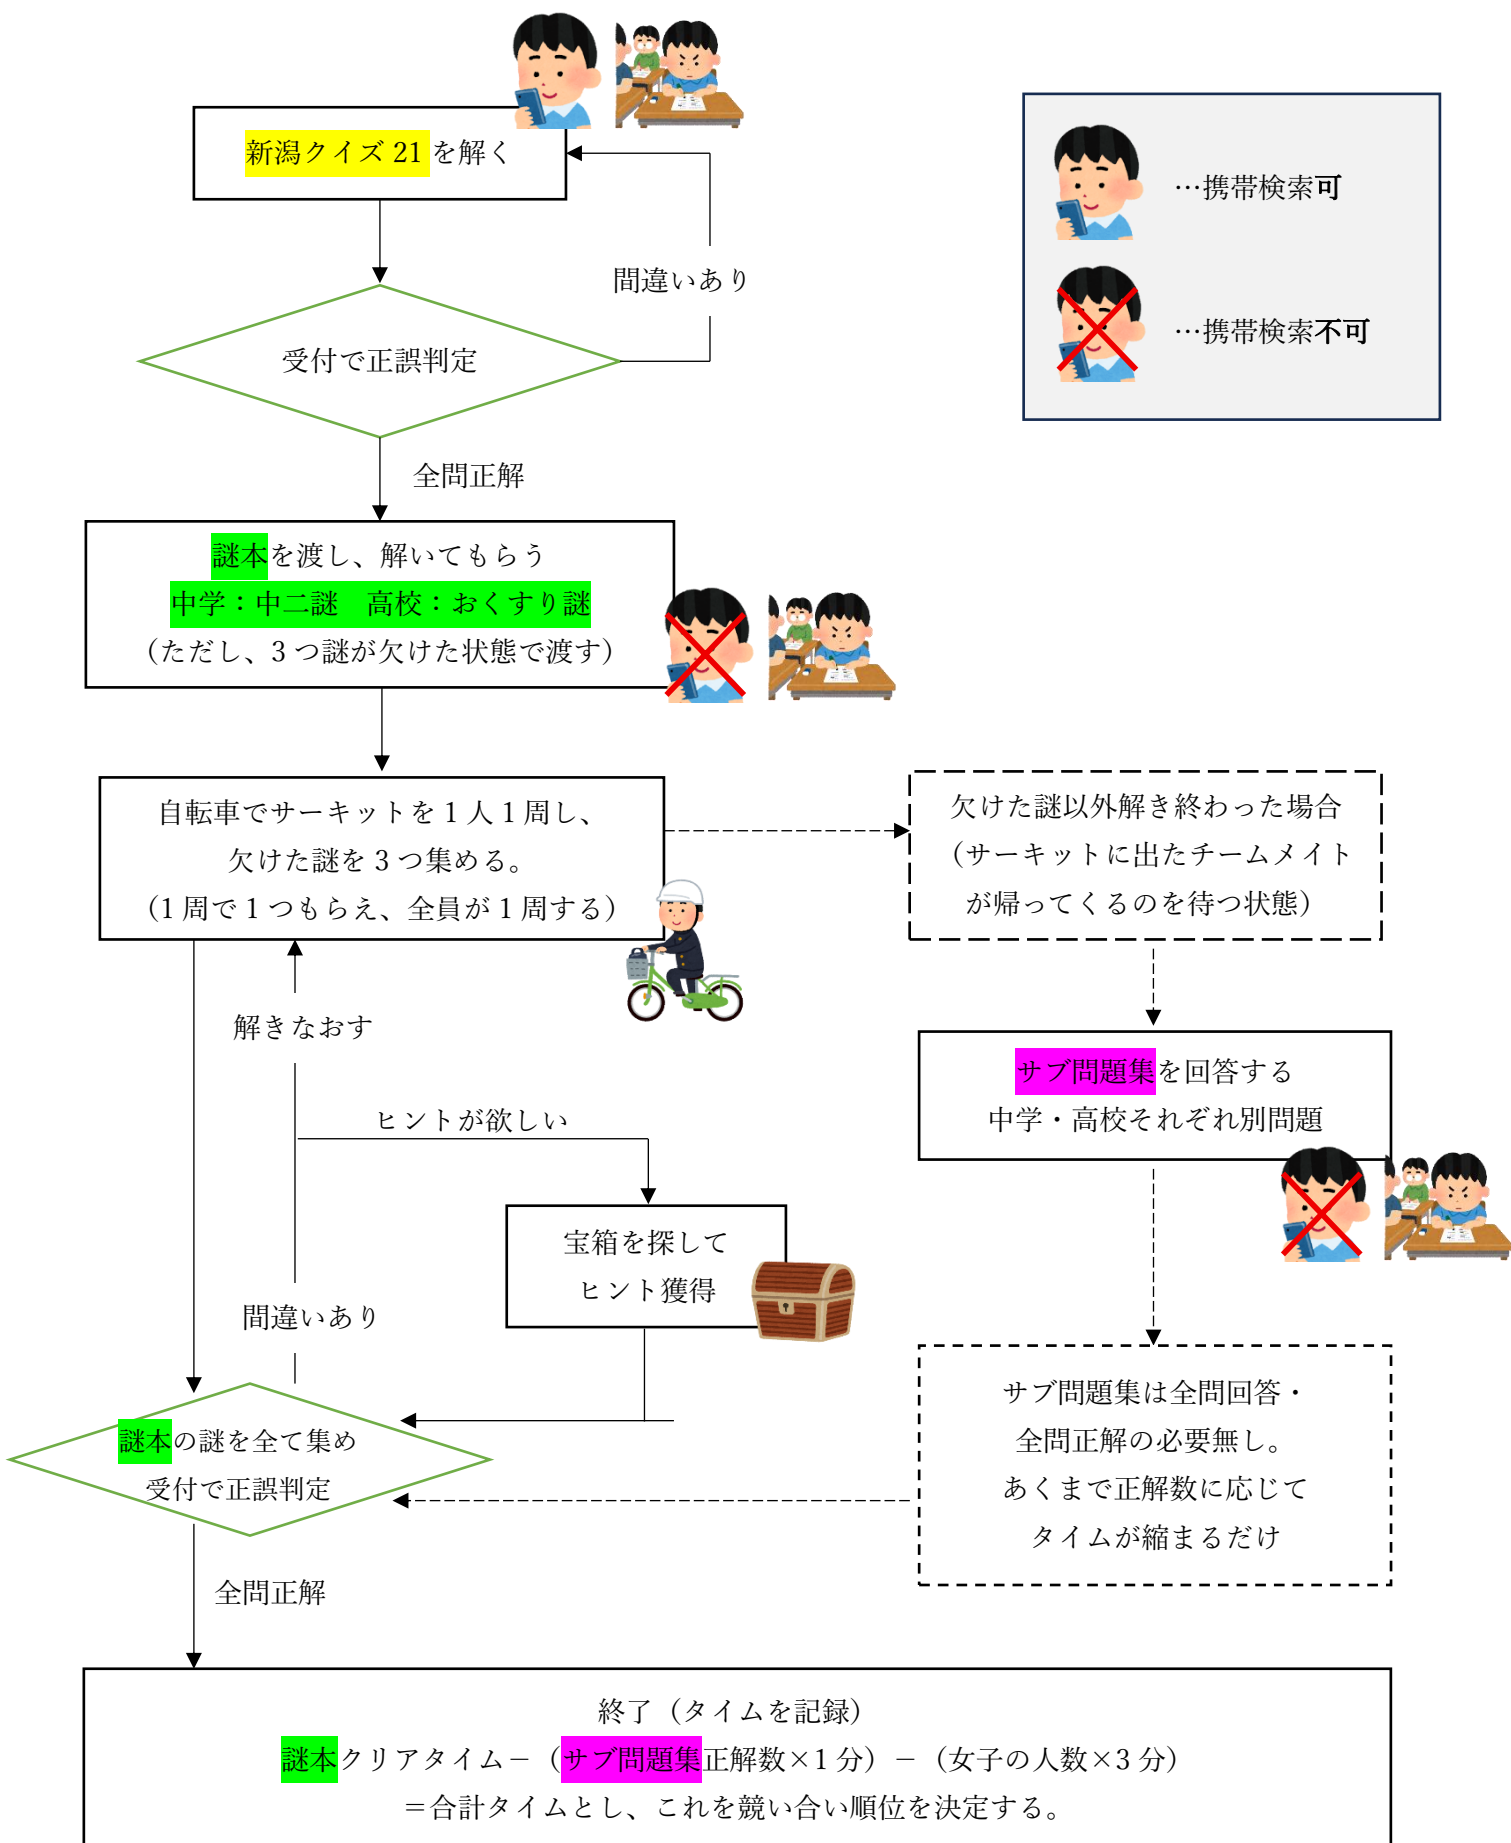 新潟クイズ 21 を解く
…携帯検索可
間違いあり
…携帯検索不可
受付で正誤判定
全問正解
謎本を渡し、解いてもらう
中学：中二謎　高校：おくすり謎
（ただし、3 つ謎が欠けた状態で渡す）
自転車でサーキットを 1 人 1 周し、
欠けた謎を 3 つ集める。
（1 周で 1 つもらえ、全員が 1 周する）
欠けた謎以外解き終わった場合
（サーキットに出たチームメイト
が帰ってくるのを待つ状態）
解きなおす
サブ問題集を回答する
中学・高校それぞれ別問題
ヒントが欲しい
宝箱を探して
ヒント獲得
間違いあり
サブ問題集は全問回答・
全問正解の必要無し。
あくまで正解数に応じて
タイムが縮まるだけ
謎本の謎を全て集め
受付で正誤判定
全問正解
終了（タイムを記録）
謎本クリアタイム－（サブ問題集正解数×1 分）－（女子の人数×3 分）
＝合計タイムとし、これを競い合い順位を決定する。